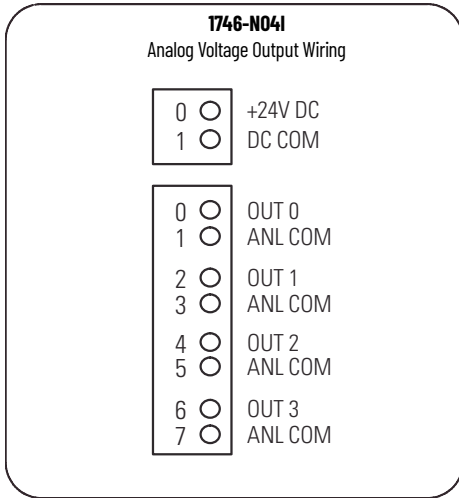 1746-NO4I
Analog Voltage Output Wiring
0 +24V DC
1 DC COM
0 OUT 0
1 ANL COM
2 OUT 1
3 ANL COM
4 OUT 2
5 ANL COM
6 OUT 3
7 ANL COM